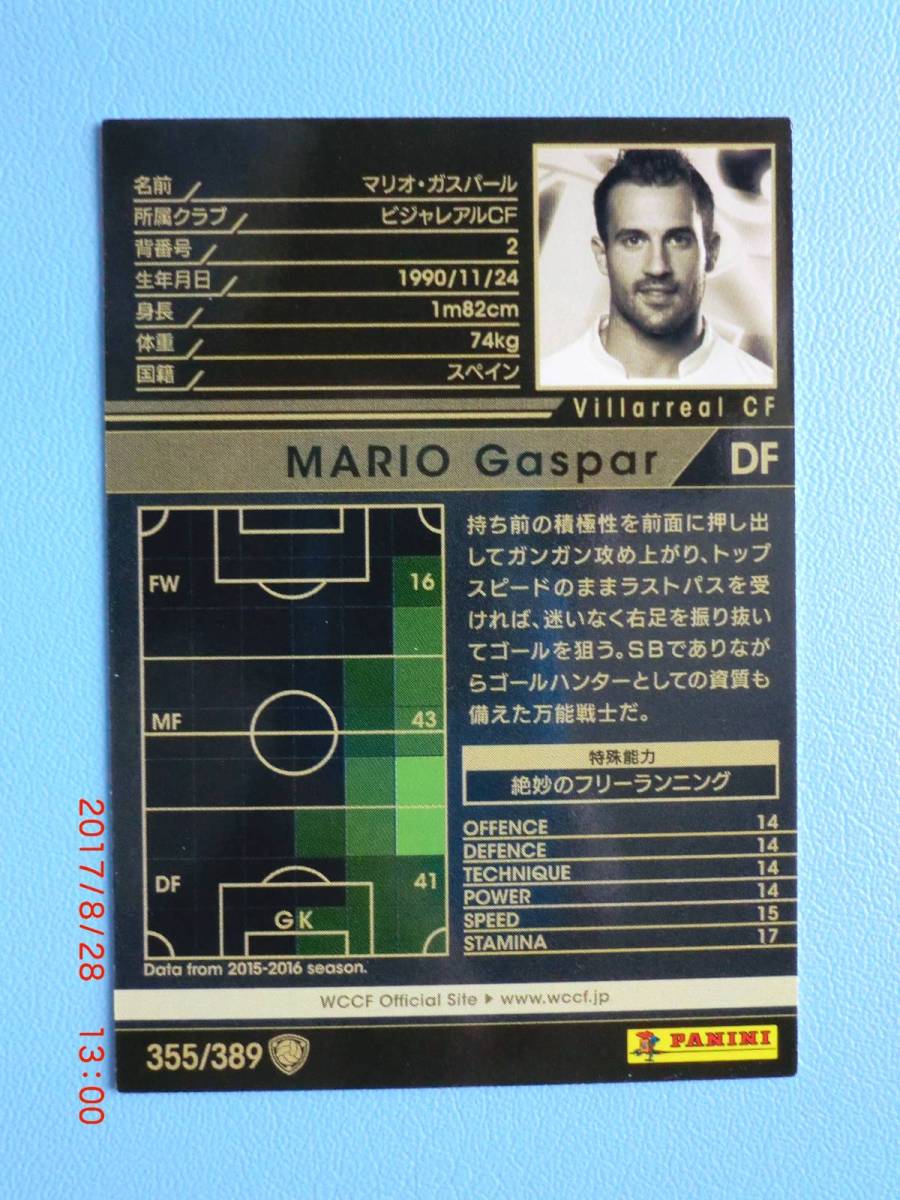 名前 マリオ・ガスパール
所属クラブ ビジャレアルCF
背番号 2
生年月日 1990/11/24
身長 1m82cm
体重 74kg
国籍 スペイン
Villarreal CF
MARIO Gaspar DF
FW 16
MF 43
DF 41
GK
Data from 2015-2016 season.
持ち前の積極性を前面に押し出
してガンガン攻め上がり、トップ
スピードのままラストパスを受
ければ、迷いなく右足を振り抜い
てゴールを狙う。SBでありなが
らゴールハンターとしての資質も
備えた万能戦士だ。
特殊能力
絶妙のフリーランニング
OFFENCE 14
DEFENCE 14
TECHNIQUE 14
POWER 14
SPEED 15
STAMINA 17
WCCF Official Site ▶ www.wccf.jp
355/389
PANINI
2017/8/28 13:00